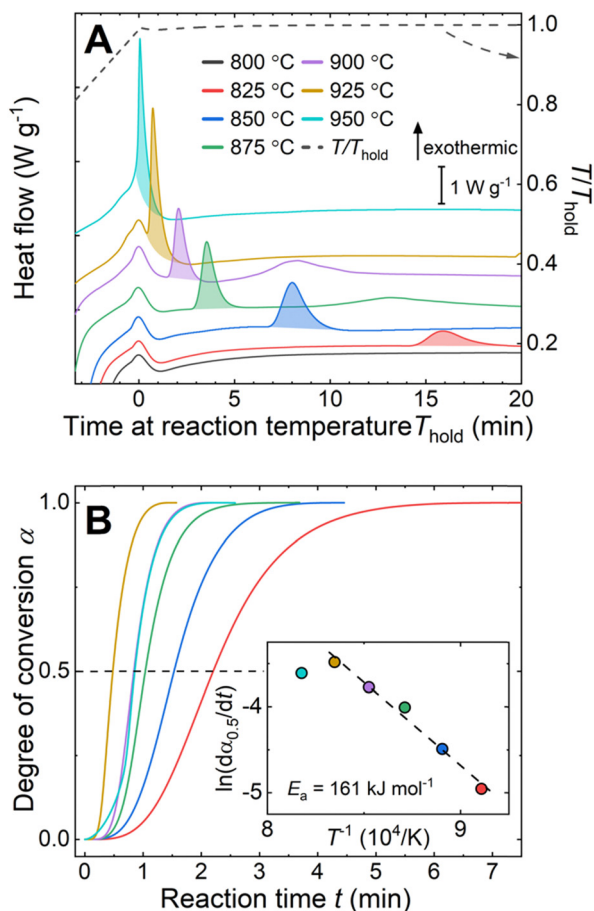 A
800 °C
900 °C
825 °C
925 °C
850 °C
950 °C
875 °C
T/Thold
exothermic
1 W g⁻¹
Heat flow (W g⁻¹)
1.0
0.8
0.6
0.4
0.2
T/Thold
0
5
10
15
20
Time at reaction temperature Thold (min)
B
1.0
0.5
0.0
Degree of conversion α
ln(dα0.5/dt)
-4
-5
Ea = 161 kJ mol⁻¹
8
9
T⁻¹ (10⁴/K)
0
1
2
3
4
5
6
7
Reaction time t (min)